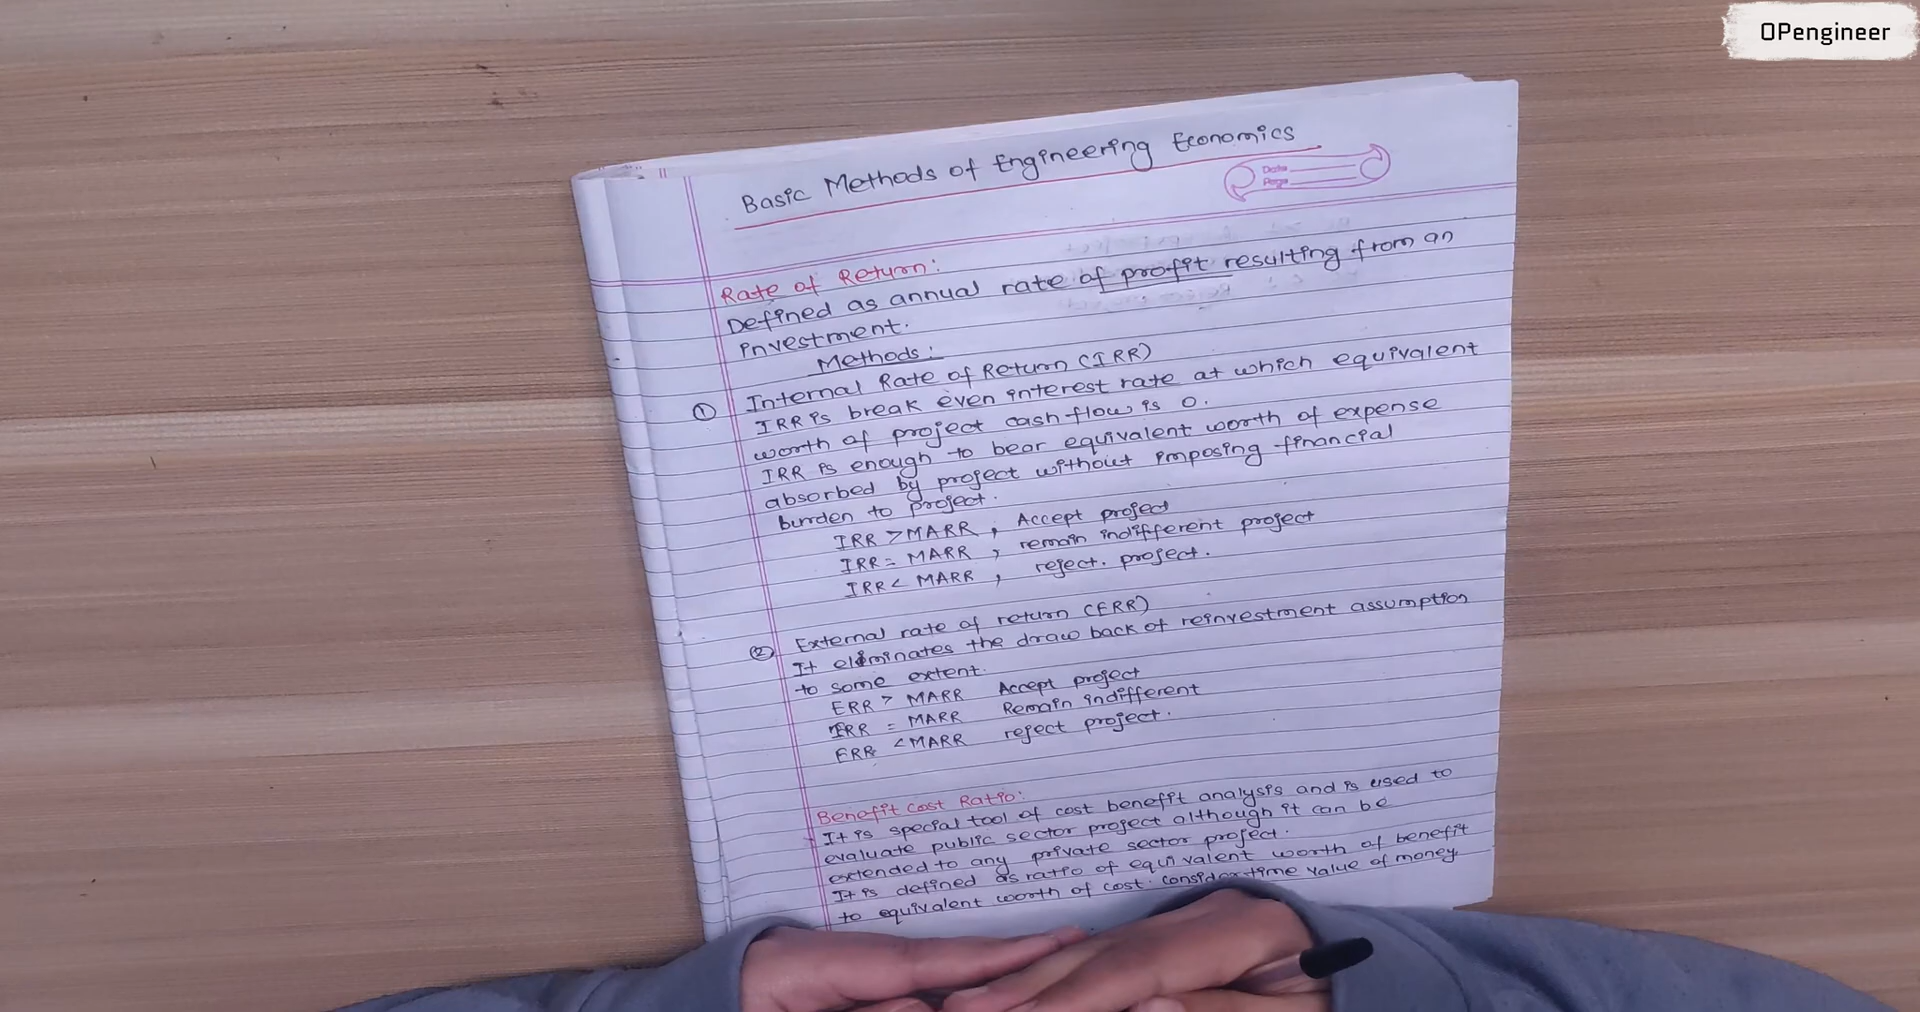 OPengineer
Basic Methods of Engineering Economics
Date
Page
Rate of Return:
Defined as annual rate of profit resulting from an
investment.
Methods:
① Internal Rate of Return (IRR)
IRR is break even interest rate at which equivalent
worth of project cash flow is 0.
IRR is enough to bear equivalent worth of expense
absorbed by project without imposing financial
burden to project.
IRR > MARR , Accept project
IRR = MARR , remain indifferent project
IRR < MARR , reject. project.
② External rate of return (ERR)
It eliminates the draw back of reinvestment assumption
to some extent.
ERR > MARR Accept project
ERR = MARR Remain indifferent
ERR < MARR reject project.
Benefit Cost Ratio:
It is special tool of cost benefit analysis and is used to
evaluate public sector project although it can be
extended to any private sector project.
It is defined as ratio of equivalent worth of benefit
to equivalent worth of cost. consider time value of money